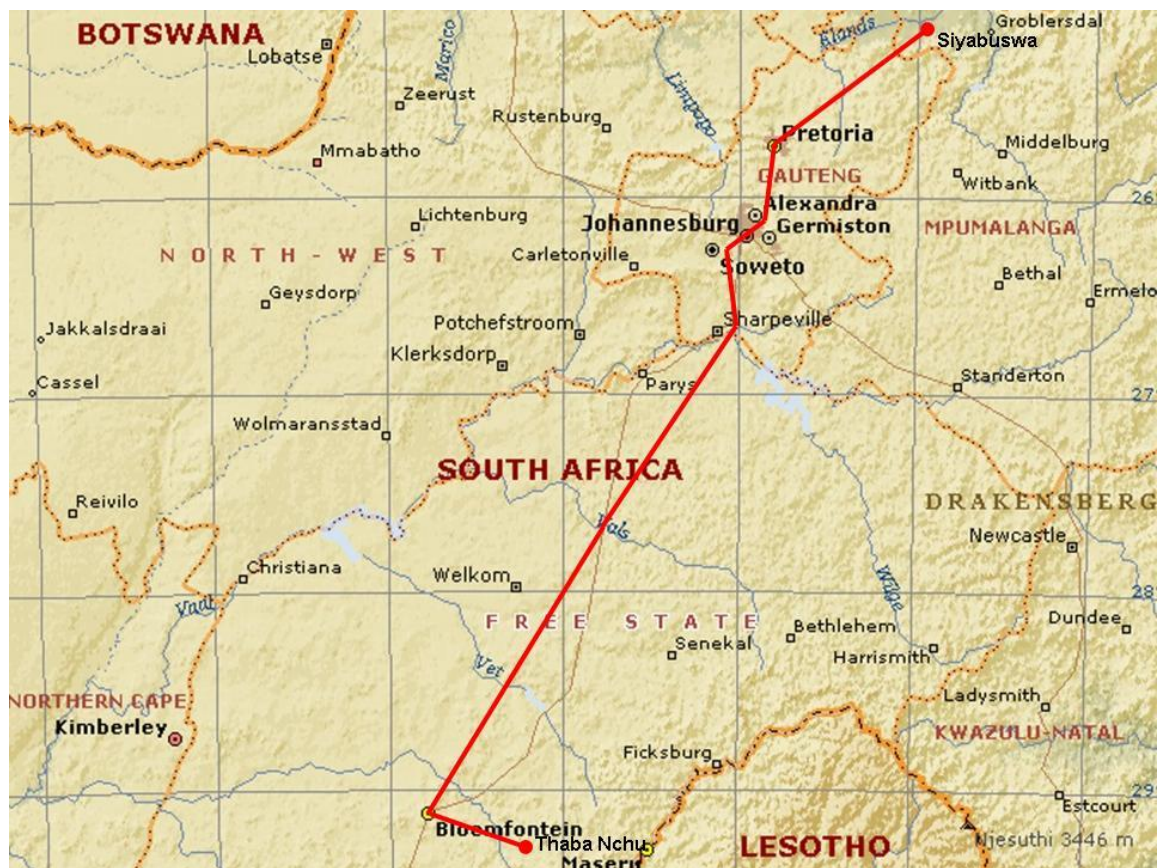 BOTSWANA
Lobatse
Marico
Elands
Groblersdal
Siyabuswa
Zeerust
Limpopo
Rustenburg
Pretoria
Middelburg
Mmabatho
GAUTENG
Witbank
26
Alexandra
Lichtenburg
Johannesburg
Germiston
MPUMALANGA
NORTH-WEST
Carletonville
Soweto
Bethal
Geysdorp
Ermelo
Jakkalsdraai
Potchefstroom
Sharpeville
Klerksdorp
Cassel
Parys
Standerton
27
Wolmaransstad
SOUTH AFRICA
Reivilo
DRAKENSBERG
Vals
Newcastle
Christiana
Welkom
Wilge
28
Vaal
FREE STATE
Dundee
Bethlehem
Senekal
Harrismith
Vet
NORTHERN CAPE
Ladysmith
Kimberley
KWAZULU-NATAL
Ficksburg
29
Estcourt
Bloemfontein
Thaba Nchu
LESOTHO
Njesuthi 3446 m
Maseru